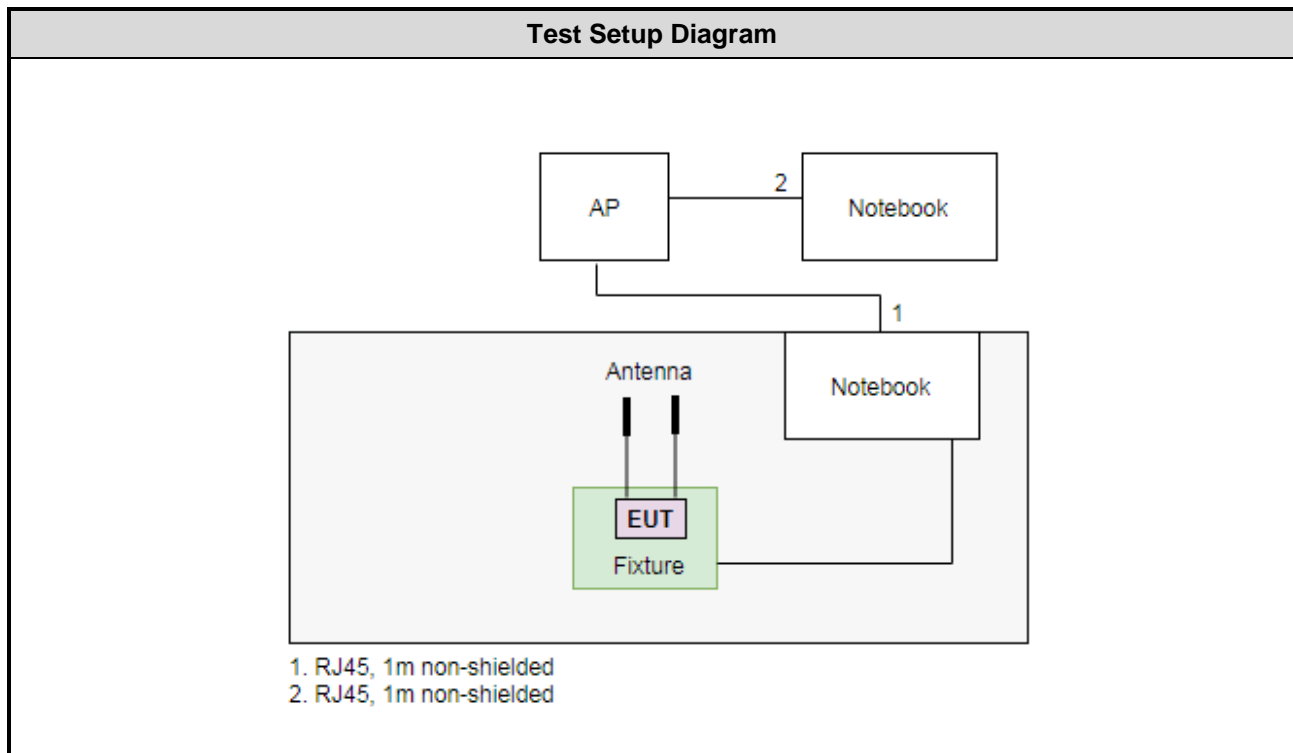 Test Setup Diagram
AP
2
Notebook
1
Antenna
Notebook
EUT
Fixture
1. RJ45, 1m non-shielded
2. RJ45, 1m non-shielded